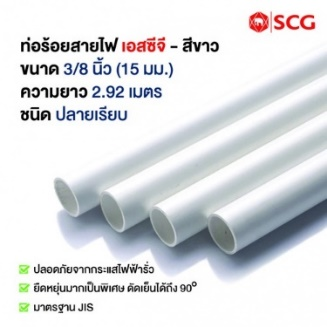 SCG
ท่อร้อยสายไฟ เอสซีจี - สีขาว
ขนาด 3/8 นิ้ว (15 มม.)
ความยาว 2.92 เมตร
ชนิด ปลายเรียบ
ปลอดภัยจากกระแสไฟฟ้ารั่ว
ยืดหยุ่นมากเป็นพิเศษ ดัดเย็นได้ถึง 90°
มาตรฐาน JIS